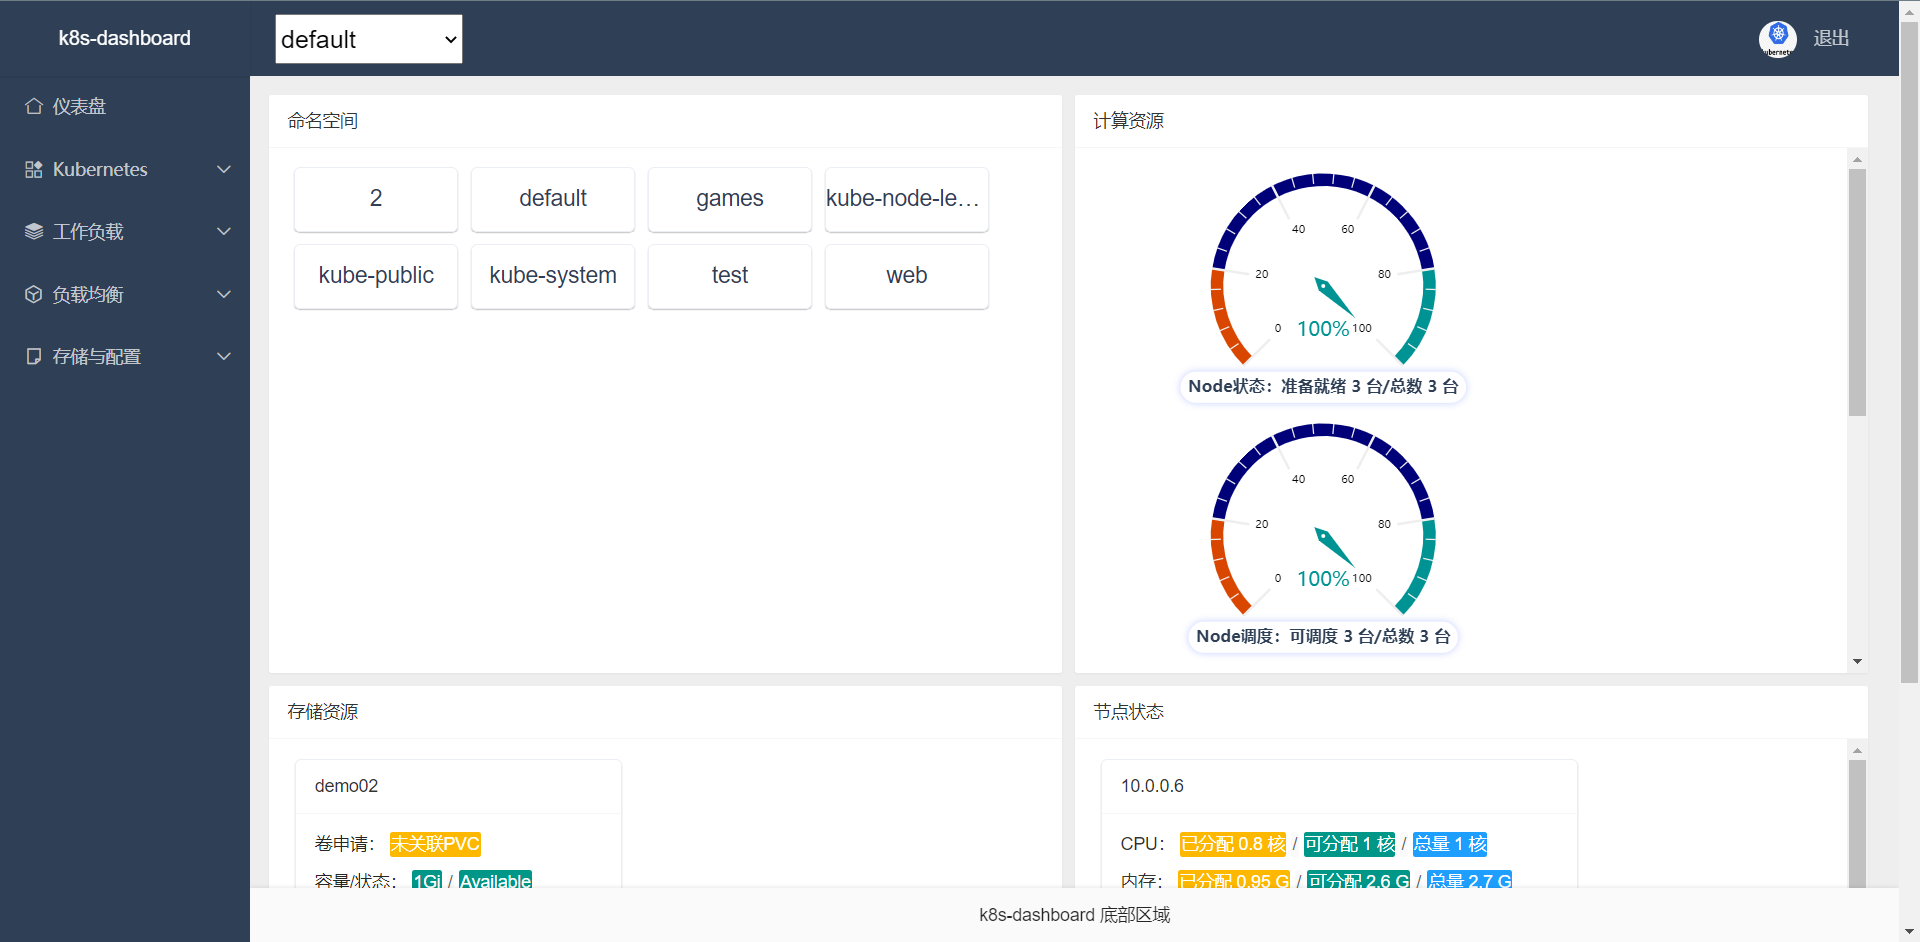 k8s-dashboard
default
退出
仪表盘
Kubernetes
工作负载
负载均衡
存储与配置
命名空间
2
default
games
kube-node-le…
kube-public
kube-system
test
web
计算资源
40
60
20
80
0
100%
100
Node状态：准备就绪 3 台/总数 3 台
40
60
20
80
0
100%
100
Node调度：可调度 3 台/总数 3 台
存储资源
demo02
卷申请： 未关联PVC
容量/状态： 1Gi / Available
节点状态
10.0.0.6
CPU： 已分配 0.8 核 / 可分配 1 核 / 总量 1 核
内存： 已分配 0.95 G / 可分配 2.6 G / 总量 2.7 G
k8s-dashboard 底部区域